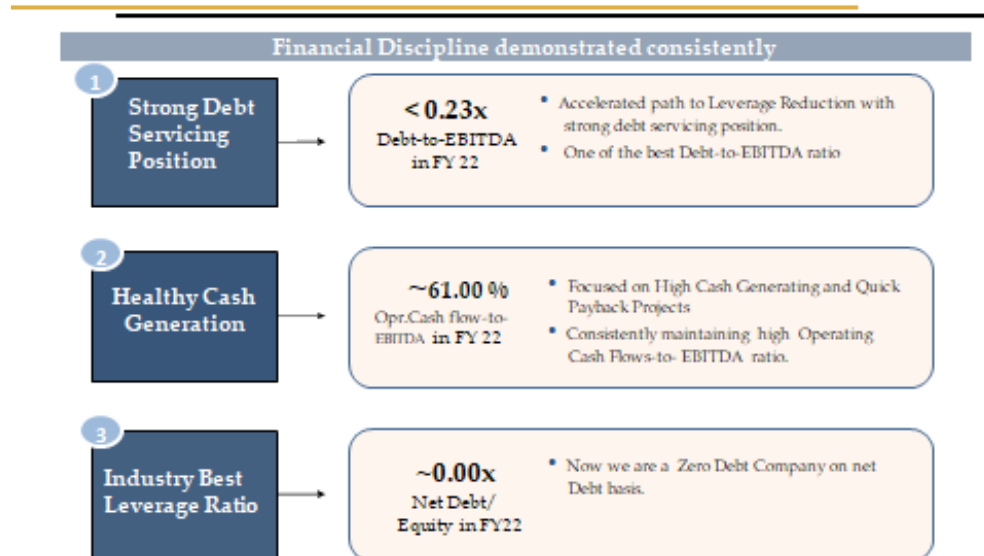 Financial Discipline demonstrated consistently
1
Strong Debt
Servicing
Position
< 0.23x
Debt-to-EBITDA
in FY 22
• Accelerated path to Leverage Reduction with
strong debt servicing position.
• One of the best Debt-to-EBITDA ratio
2
Healthy Cash
Generation
~61.00 %
Opr.Cash flow-to-
EBITDA in FY 22
• Focused on High Cash Generating and Quick
Payback Projects
• Consistently maintaining high Operating
Cash Flows-to- EBITDA ratio.
3
Industry Best
Leverage Ratio
~0.00x
Net Debt/
Equity in FY22
• Now we are a Zero Debt Company on net
Debt basis.